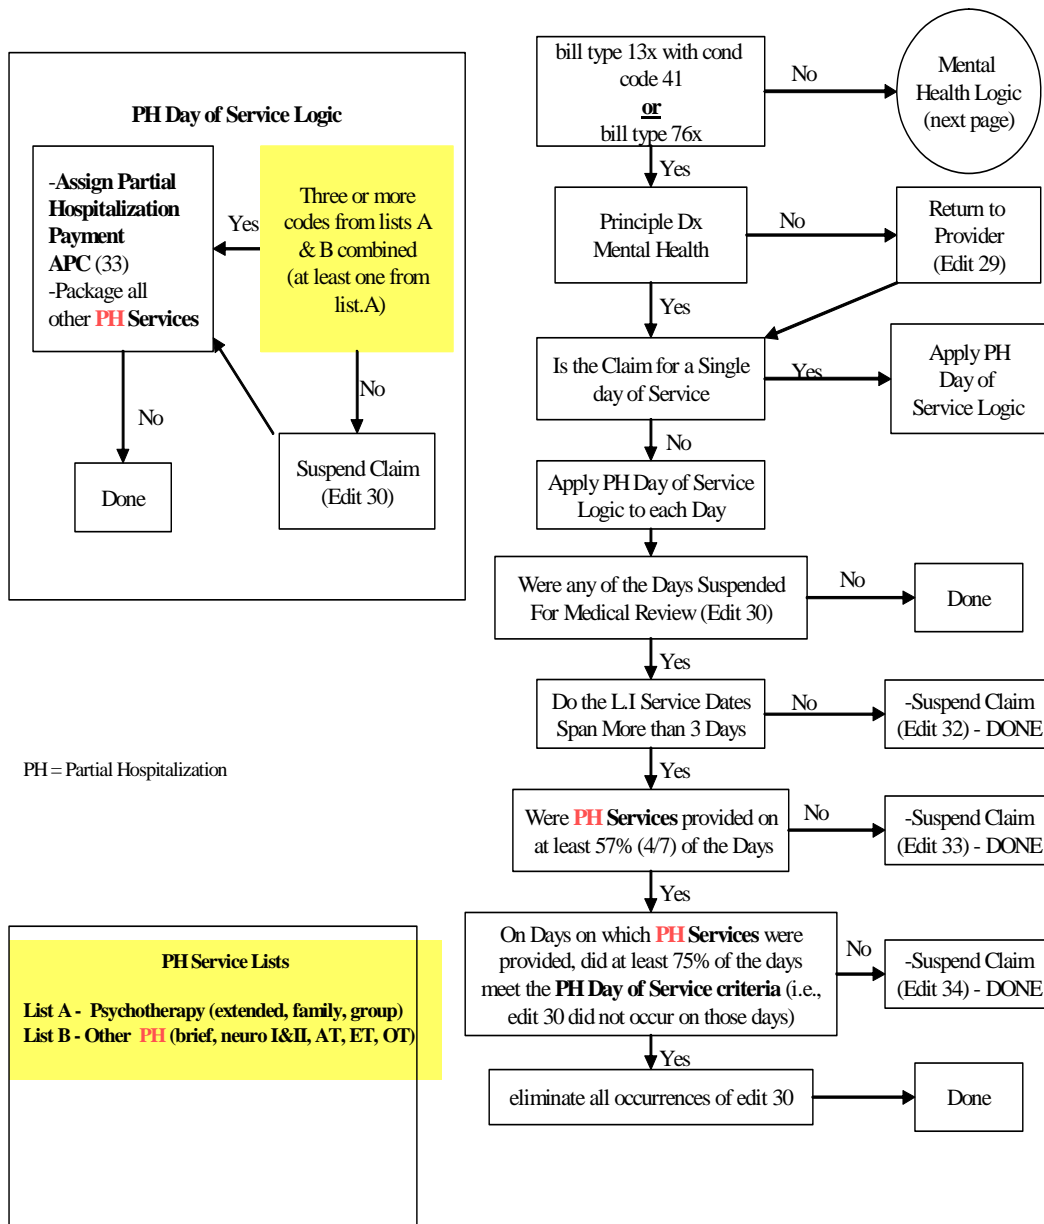 PH Day of Service Logic
-Assign Partial
Hospitalization
Payment
APC (33)
-Package all
other PH Services
Yes
Three or more
codes from lists A
& B combined
(at least one from
list.A)
No
No
Done
Suspend Claim
(Edit 30)
PH = Partial Hospitalization
PH Service Lists
List A - Psychotherapy (extended, family, group)
List B - Other PH (brief, neuro I&II, AT, ET, OT)
bill type 13x with cond
code 41
or
bill type 76x
No
Mental
Health Logic
(next page)
Yes
Principle Dx
Mental Health
No
Return to
Provider
(Edit 29)
Yes
Is the Claim for a Single
day of Service
Yes
Apply PH
Day of
Service Logic
No
Apply PH Day of Service
Logic to each Day
Were any of the Days Suspended
For Medical Review (Edit 30)
No
Done
Yes
Do the L.I Service Dates
Span More than 3 Days
No
-Suspend Claim
(Edit 32) - DONE
Yes
Were PH Services provided on
at least 57% (4/7) of the Days
No
-Suspend Claim
(Edit 33) - DONE
Yes
On Days on which PH Services were
provided, did at least 75% of the days
meet the PH Day of Service criteria (i.e.,
edit 30 did not occur on those days)
No
-Suspend Claim
(Edit 34) - DONE
Yes
eliminate all occurrences of edit 30
Done